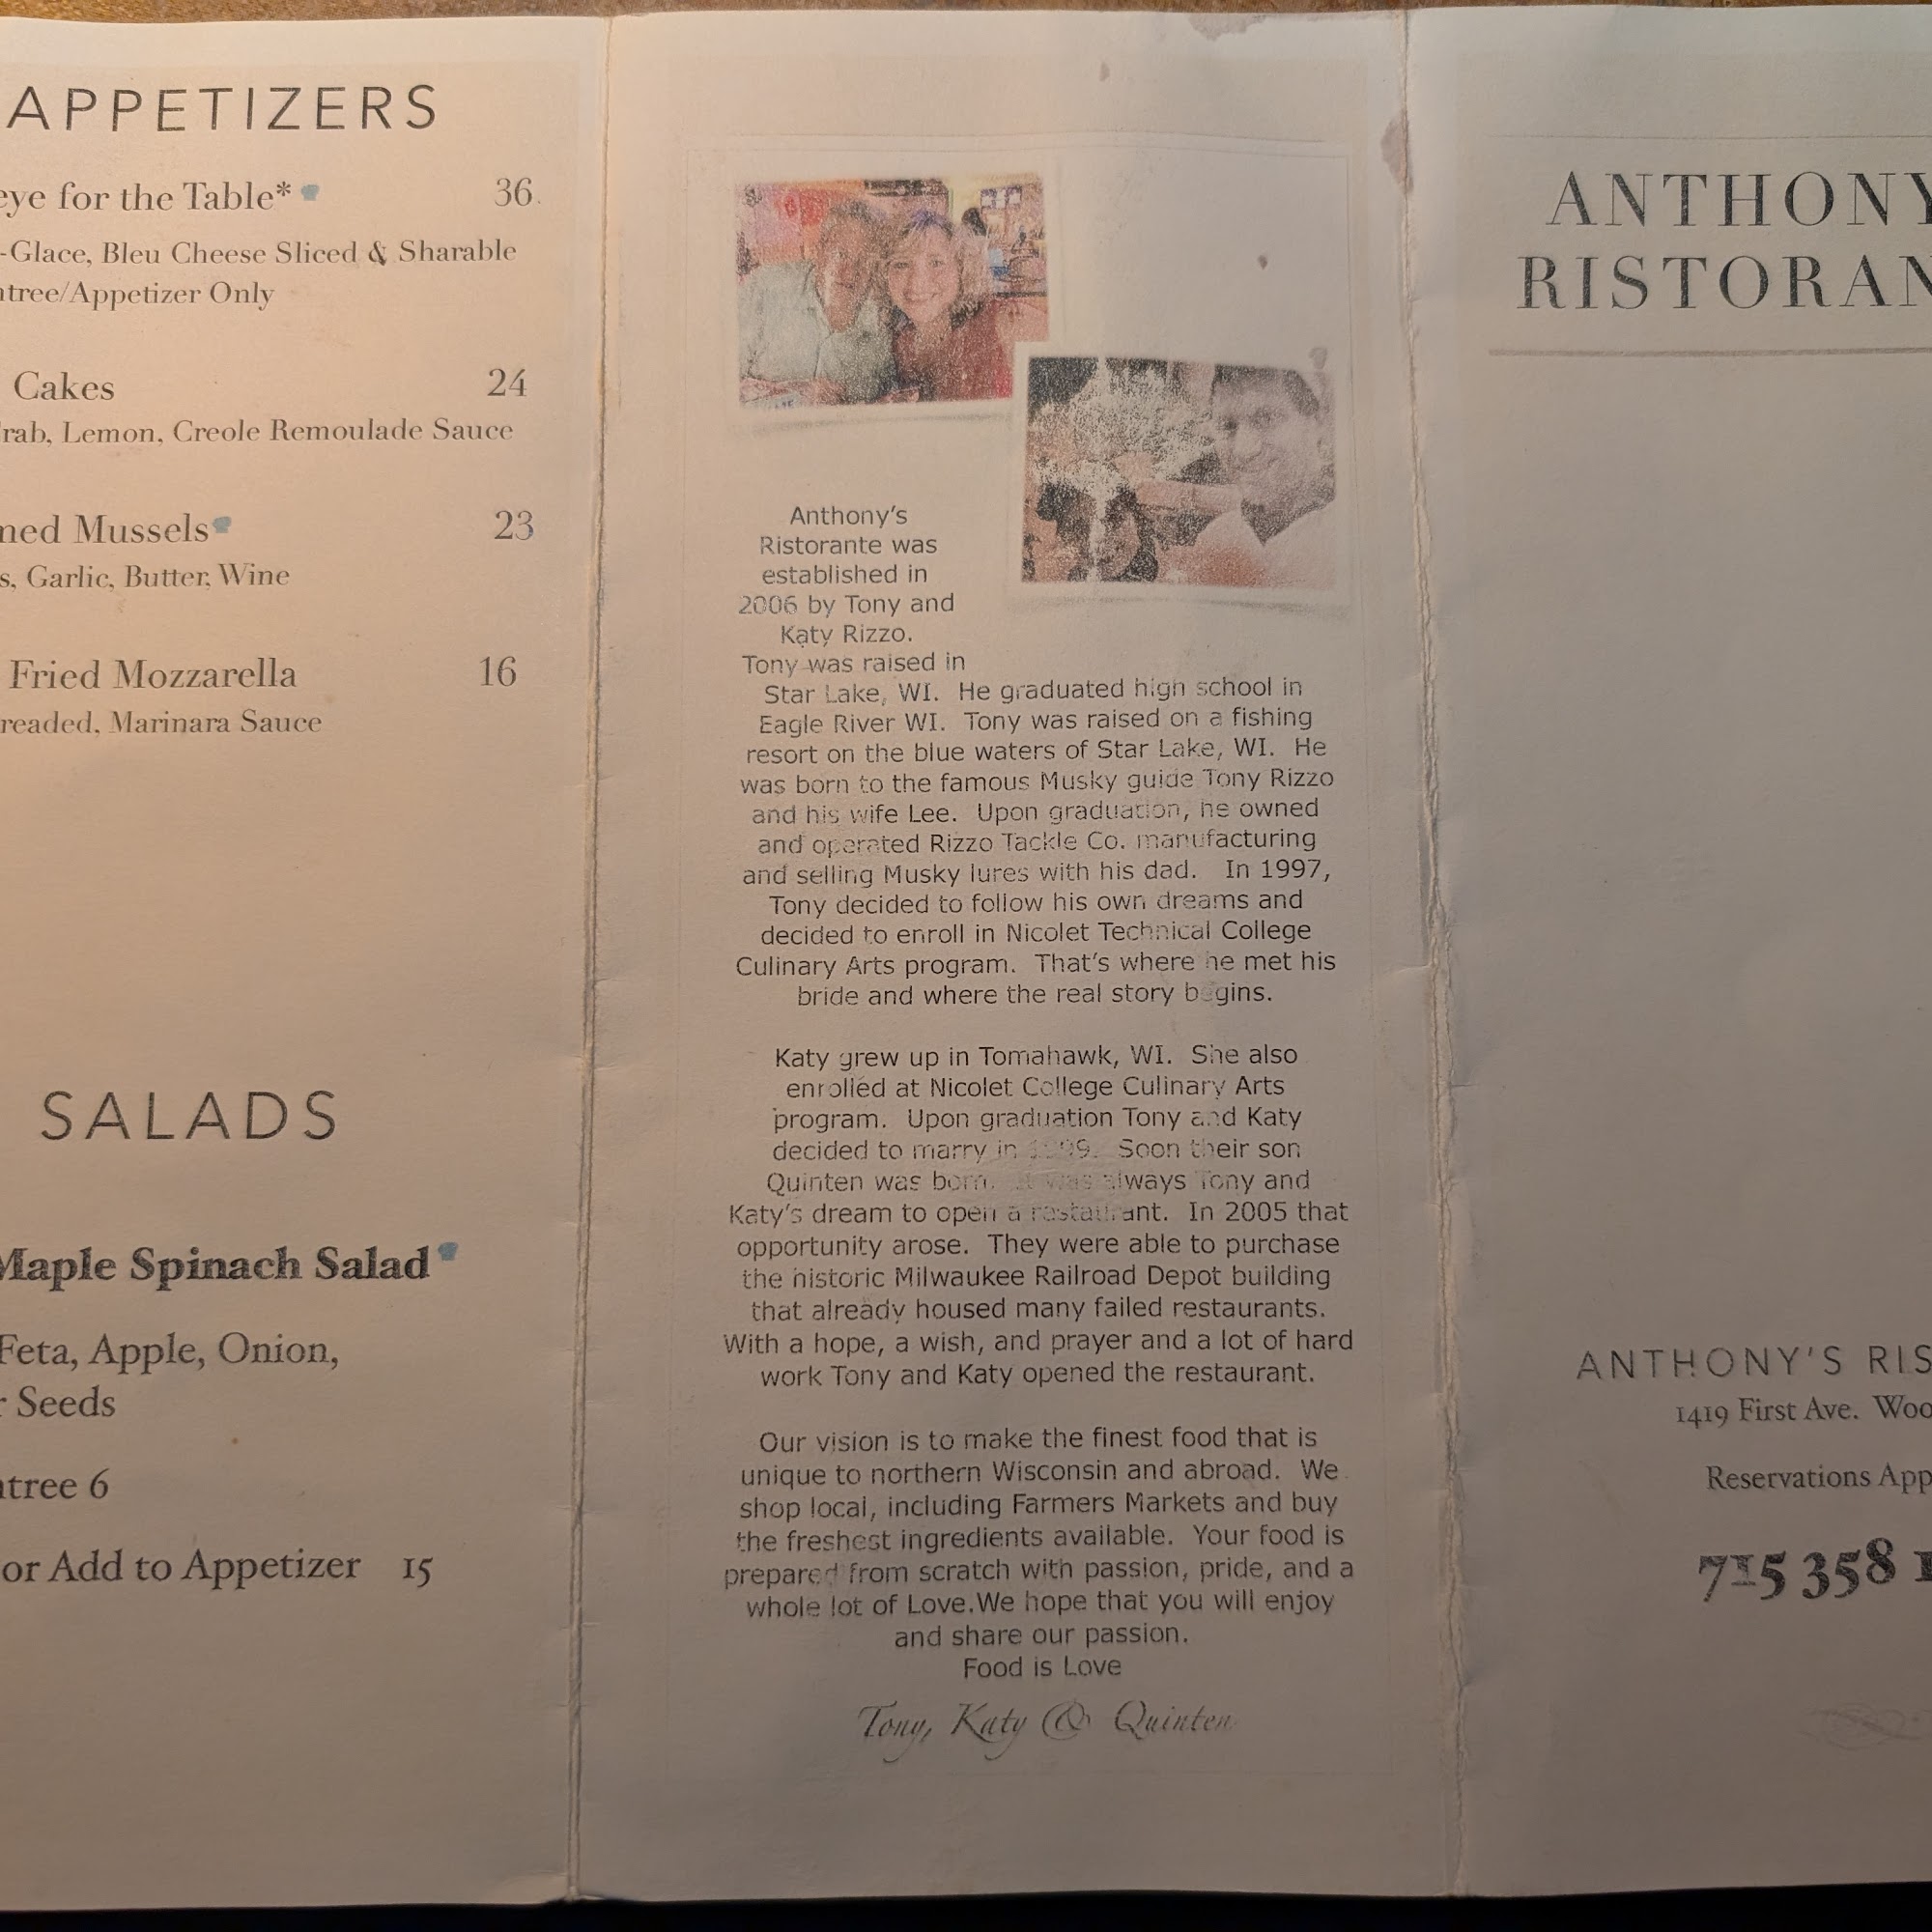 APPETIZERS
eye for the Table* 36
-Glace, Bleu Cheese Sliced & Sharable
ntree/Appetizer Only
Cakes 24
rab, Lemon, Creole Remoulade Sauce
med Mussels 23
s, Garlic, Butter, Wine
Fried Mozzarella 16
readed, Marinara Sauce
SALADS
Maple Spinach Salad
Feta, Apple, Onion,
r Seeds
ntree 6
or Add to Appetizer 15
Anthony's
Ristorante was
established in
2006 by Tony and
Katy Rizzo.
Tony was raised in
Star Lake, WI. He graduated high school in
Eagle River WI. Tony was raised on a fishing
resort on the blue waters of Star Lake, WI. He
was born to the famous Musky guide Tony Rizzo
and his wife Lee. Upon graduation, he owned
and operated Rizzo Tackle Co. manufacturing
and selling Musky lures with his dad. In 1997,
Tony decided to follow his own dreams and
decided to enroll in Nicolet Technical College
Culinary Arts program. That's where he met his
bride and where the real story begins.
Katy grew up in Tomahawk, WI. She also
enrolled at Nicolet College Culinary Arts
program. Upon graduation Tony and Katy
decided to marry in 1999. Soon their son
Quinten was born. It was always Tony and
Katy's dream to open a restaurant. In 2005 that
opportunity arose. They were able to purchase
the historic Milwaukee Railroad Depot building
that already housed many failed restaurants.
With a hope, a wish, and prayer and a lot of hard
work Tony and Katy opened the restaurant.
Our vision is to make the finest food that is
unique to northern Wisconsin and abroad. We
shop local, including Farmers Markets and buy
the freshest ingredients available. Your food is
prepared from scratch with passion, pride, and a
whole lot of Love.We hope that you will enjoy
and share our passion.
Food is Love
Tony, Katy & Quinten
ANTHONY
RISTORAN
ANTHONY'S RIS
1419 First Ave. Woo
Reservations App
715 358